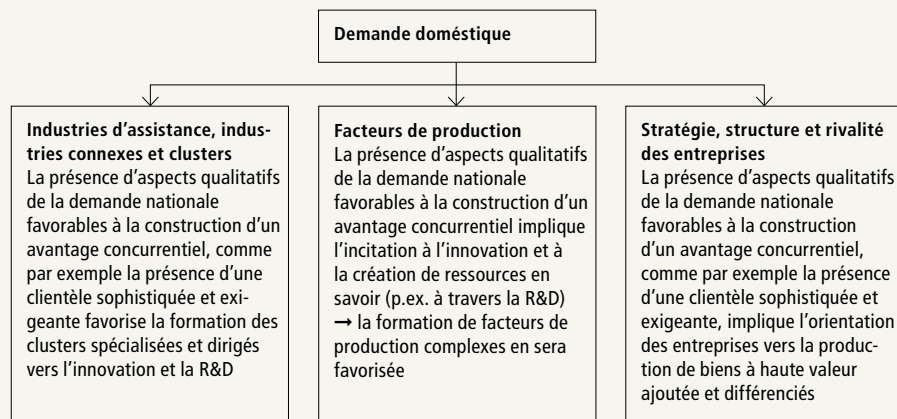 Demande doméstique
Industries d’assistance, indus-
tries connexes et clusters
La présence d’aspects qualitatifs
de la demande nationale
favorables à la construction d’un
avantage concurrentiel, comme
par exemple la présence d’une
clientèle sophistiquée et exi-
geante favorise la formation des
clusters spécialisées et dirigés
vers l’innovation et la R&D
Facteurs de production
La présence d’aspects qualitatifs
de la demande nationale
favorables à la construction d’un
avantage concurrentiel implique
l’incitation à l’innovation et à
la création de ressources en
savoir (p.ex. à travers la R&D)
→ la formation de facteurs de
production complexes en sera
favorisée
Stratégie, structure et rivalité
des entreprises
La présence d’aspects qualitatifs
de la demande nationale
favorables à la construction
d’un avantage concurrentiel,
comme par exemple la présence
d’une clientèle sophistiquée et
exigeante, implique l’orientation
des entreprises vers la produc-
tion de biens à haute valeur
ajoutée et différenciés